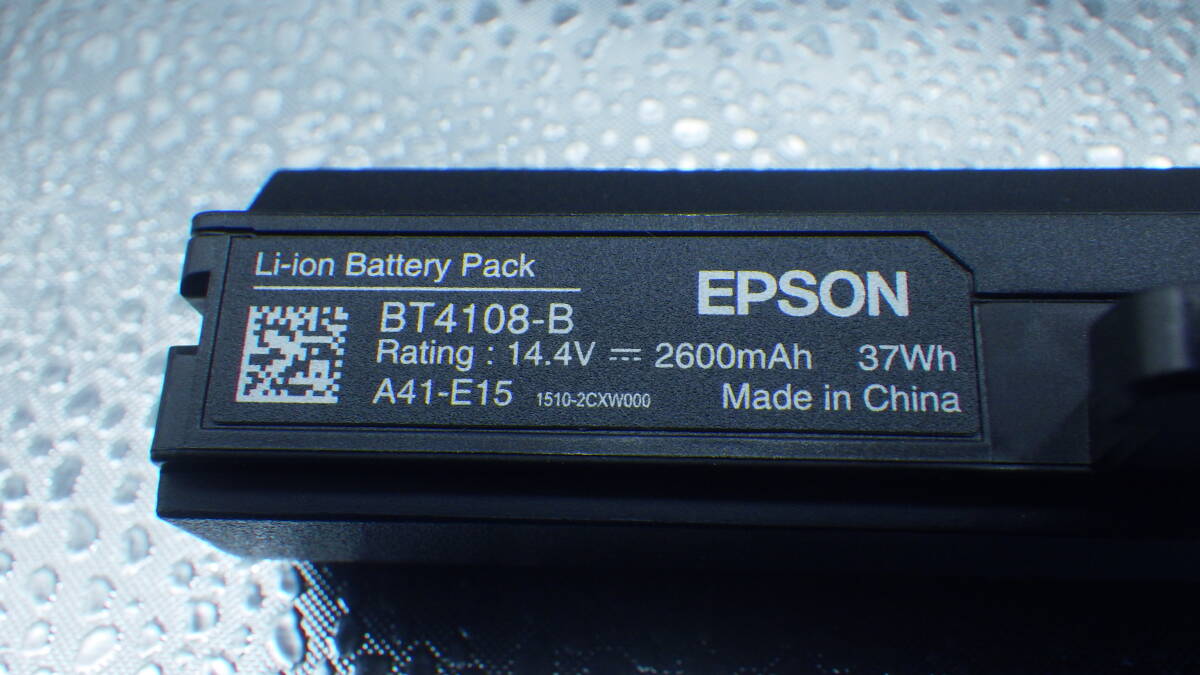 Li-ion Battery Pack
EPSON
BT4108-B
Rating : 14.4V ⎓ 2600mAh 37Wh
A41-E15 1510-2CXW000 Made in China